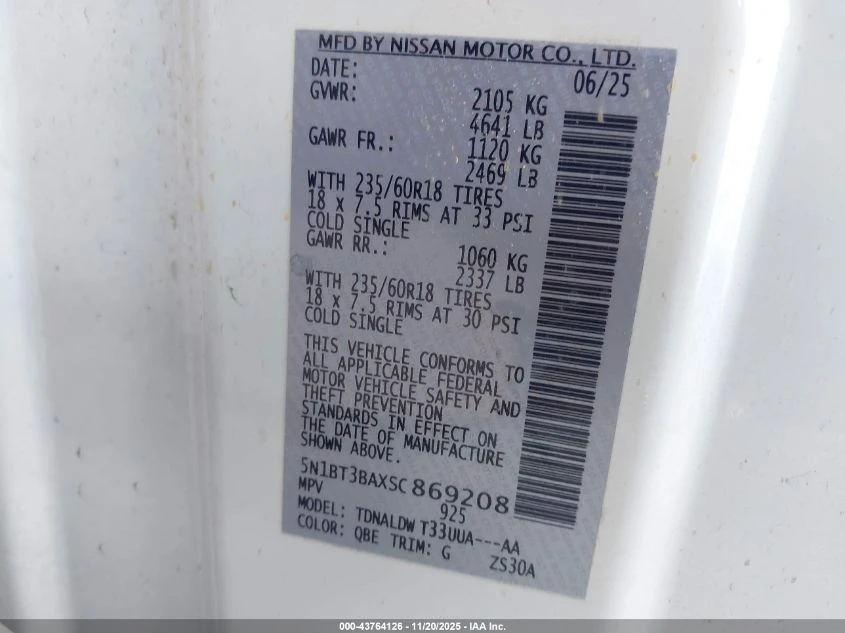 MFD BY NISSAN MOTOR CO., LTD.
DATE: 06/25
GVWR: 2105 KG
4641 LB
GAWR FR.: 1120 KG
2469 LB
WITH 235/60R18 TIRES
18 x 7.5 RIMS AT 33 PSI
COLD SINGLE
GAWR RR.: 1060 KG
2337 LB
WITH 235/60R18 TIRES
18 x 7.5 RIMS AT 30 PSI
COLD SINGLE
THIS VEHICLE CONFORMS TO
ALL APPLICABLE FEDERAL
MOTOR VEHICLE SAFETY AND
THEFT PREVENTION
STANDARDS IN EFFECT ON
THE DATE OF MANUFACTURE
SHOWN ABOVE.
5N1BT3BAXSC869208
MPV 925
MODEL: TDNALDW T33UUA---AA
COLOR: QBE TRIM: G ZS30A
000-43764126 - 11/20/2025 - IAA Inc.